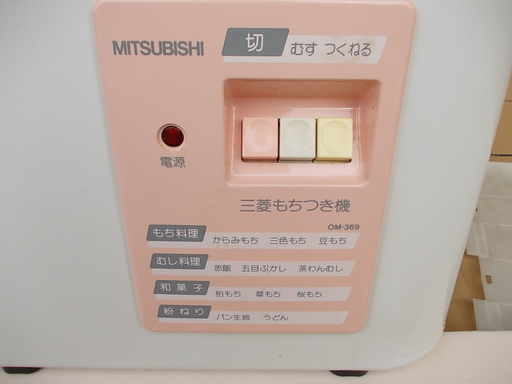 MITSUBISHI 切 むす つくねる
電源
三菱もちつき機
OM-369
もち料理 からみもち 三色もち 豆もち
むし料理 赤飯 五目ぶかし 茶わんむし
和菓子 柏もち 草もち 桜もち
粉ねり パン生地 うどん